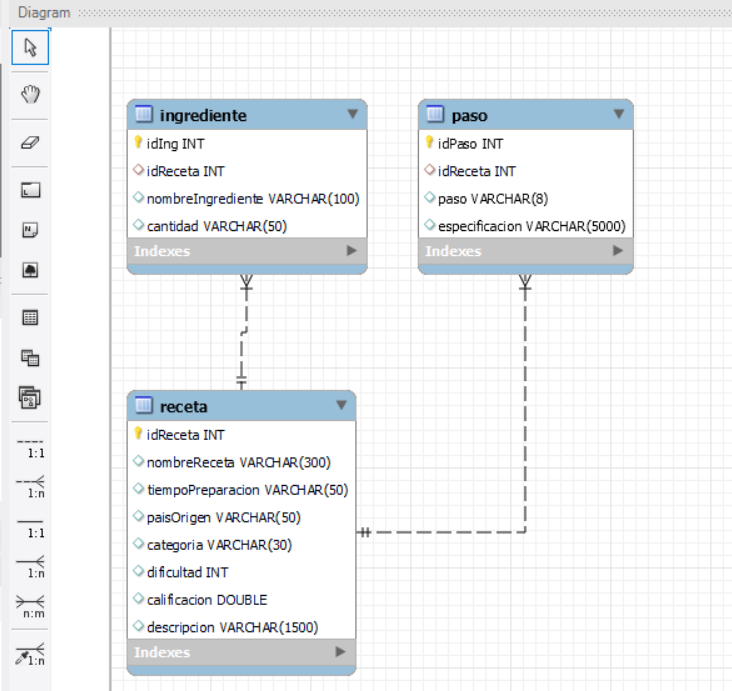 Diagram
ingrediente
idIng INT
idReceta INT
nombreIngrediente VARCHAR(100)
cantidad VARCHAR(50)
Indexes
paso
idPaso INT
idReceta INT
paso VARCHAR(8)
especificacion VARCHAR(5000)
Indexes
receta
idReceta INT
nombreReceta VARCHAR(300)
tiempoPreparacion VARCHAR(50)
paisOrigen VARCHAR(50)
categoria VARCHAR(30)
dificultad INT
calificacion DOUBLE
descripcion VARCHAR(1500)
Indexes
1:1
1:n
1:1
1:n
n:m
1:n